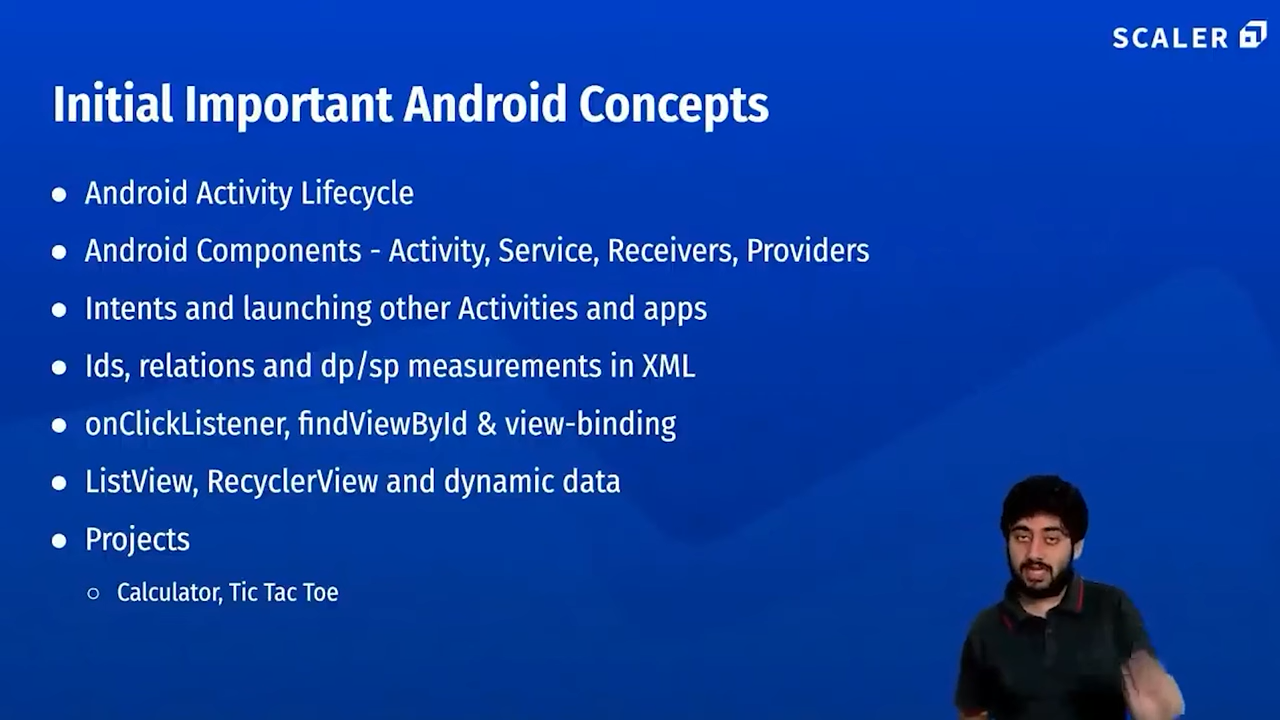 SCALER
Initial Important Android Concepts
● Android Activity Lifecycle
● Android Components - Activity, Service, Receivers, Providers
● Intents and launching other Activities and apps
● Ids, relations and dp/sp measurements in XML
● onClickListener, findViewById & view-binding
● ListView, RecyclerView and dynamic data
● Projects
○ Calculator, Tic Tac Toe